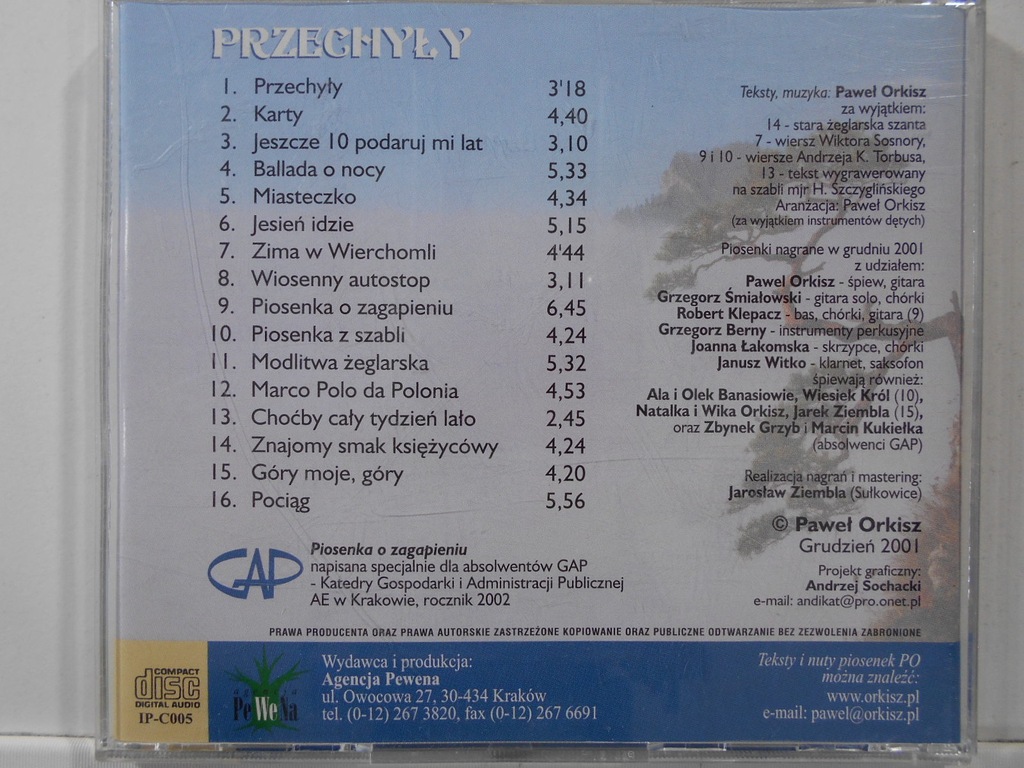 PRZECHYŁY
1. Przechyły 3'18
2. Karty 4,40
3. Jeszcze 10 podaruj mi lat 3,10
4. Ballada o nocy 5,33
5. Miasteczko 4,34
6. Jesień idzie 5,15
7. Zima w Wierchomli 4'44
8. Wiosenny autostop 3,11
9. Piosenka o zagapieniu 6,45
10. Piosenka z szabli 4,24
11. Modlitwa żeglarska 5,32
12. Marco Polo da Polonia 4,53
13. Choćby cały tydzień lało 2,45
14. Znajomy smak księżycówy 4,24
15. Góry moje, góry 4,20
16. Pociąg 5,56
Teksty, muzyka: Paweł Orkisz
za wyjątkiem:
14 - stara żeglarska szanta
7 - wiersz Wiktora Sosnory,
9 i 10 - wiersze Andrzeja K. Torbusa,
13 - tekst wygrawerowany
na szabli mjr H. Szczyglińskiego
Aranżacja: Paweł Orkisz
(za wyjątkiem instrumentów dętych)
Piosenki nagrane w grudniu 2001
z udziałem:
Paweł Orkisz - śpiew, gitara
Grzegorz Śmiałowski - gitara solo, chórki
Robert Klepacz - bas, chórki, gitara (9)
Grzegorz Berny - instrumenty perkusyjne
Joanna Łakomska - skrzypce, chórki
Janusz Witko - klarnet, saksofon
śpiewają również:
Ala i Olek Banasiowie, Wiesiek Król (10),
Natalka i Wika Orkisz, Jarek Ziembla (15),
oraz Zbynek Grzyb i Marcin Kukiełka
(absolwenci GAP)
Realizacja nagrań i mastering:
Jarosław Ziembla (Sułkowice)
© Paweł Orkisz
Grudzień 2001
Projekt graficzny:
Andrzej Sochacki
e-mail: andikat@pro.onet.pl
GAP
Piosenka o zagapieniu
napisana specjalnie dla absolwentów GAP
- Katedry Gospodarki i Administracji Publicznej
AE w Krakowie, rocznik 2002
PRAWA PRODUCENTA ORAZ PRAWA AUTORSKIE ZASTRZEŻONE KOPIOWANIE ORAZ PUBLICZNE ODTWARZANIE BEZ ZEZWOLENIA ZABRONIONE
COMPACT
disc
DIGITAL AUDIO
IP-C005
agencja
PeWeNa
Wydawca i produkcja:
Agencja Pewena
ul. Owocowa 27, 30-434 Kraków
tel. (0-12) 267 3820, fax (0-12) 267 6691
Teksty i nuty piosenek PO
można znaleźć:
www.orkisz.pl
e-mail: pawel@orkisz.pl